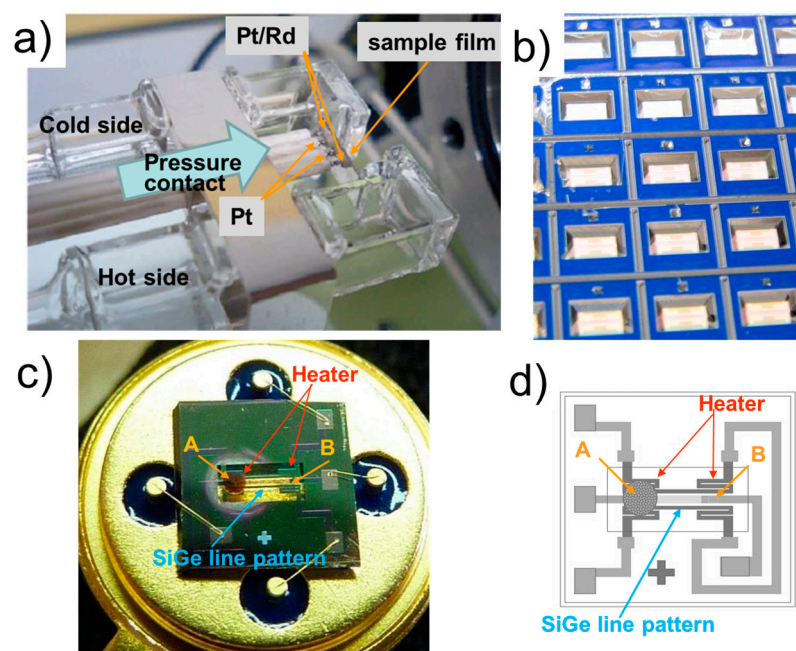 a)
Pt/Rd
sample film
Cold side
Pressure
contact
Pt
Hot side
b)
c)
Heater
A
B
SiGe line pattern
d)
Heater
A
B
SiGe line pattern